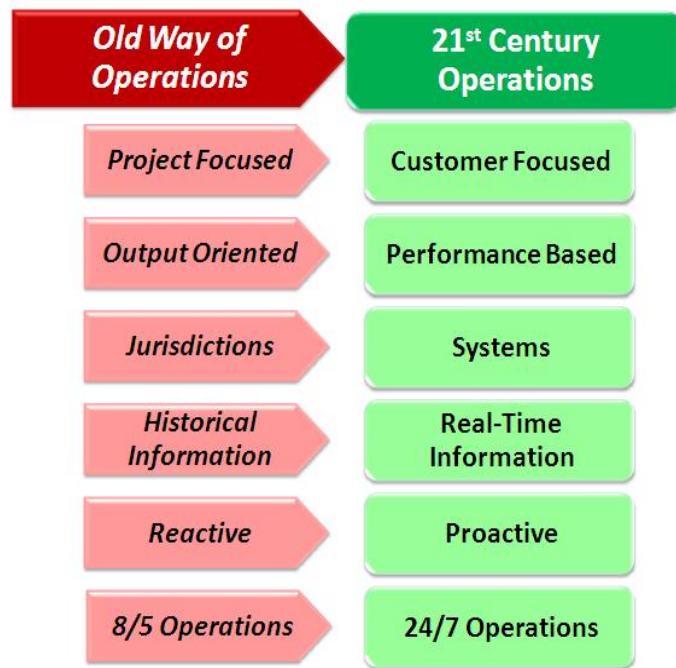 Old Way of
Operations
21st Century
Operations
Project Focused
Customer Focused
Output Oriented
Performance Based
Jurisdictions
Systems
Historical
Information
Real-Time
Information
Reactive
Proactive
8/5 Operations
24/7 Operations